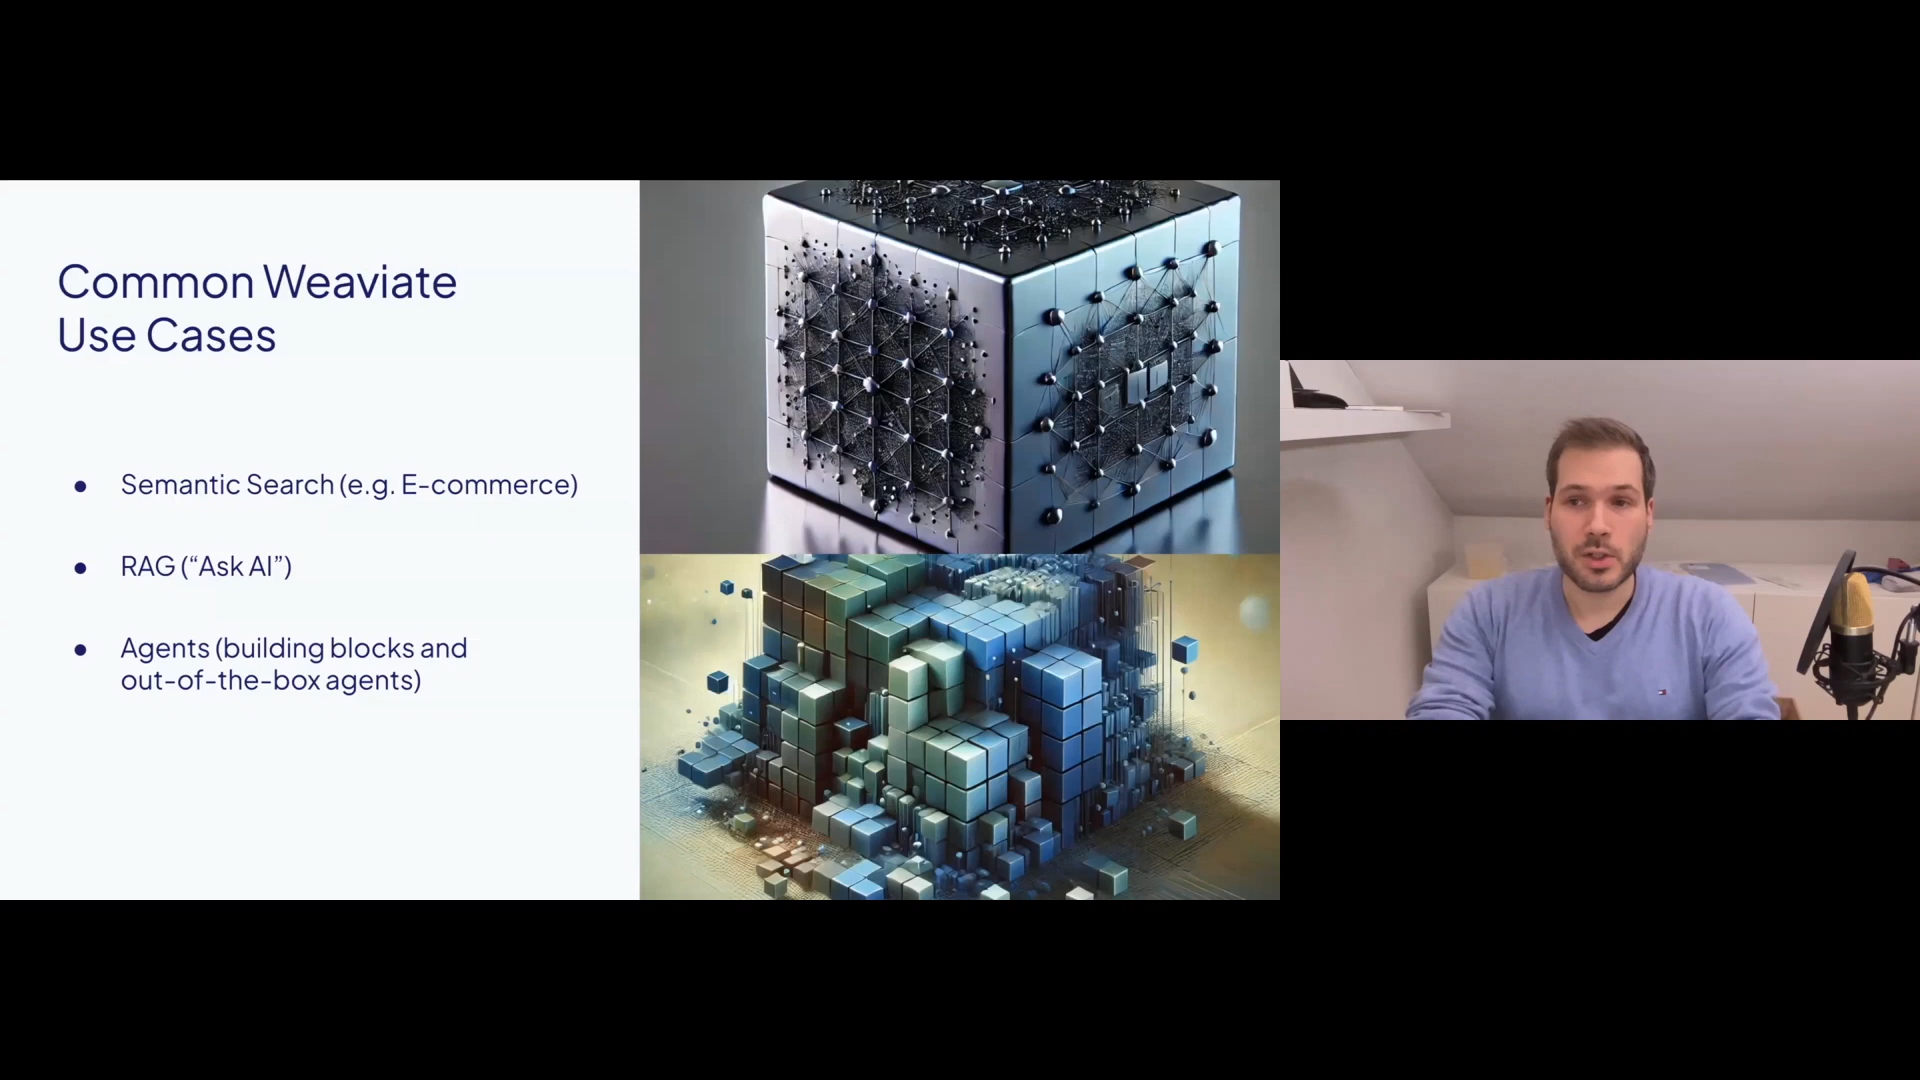 Common Weaviate
Use Cases
● Semantic Search (e.g. E-commerce)
● RAG (“Ask AI”)
● Agents (building blocks and
out-of-the-box agents)